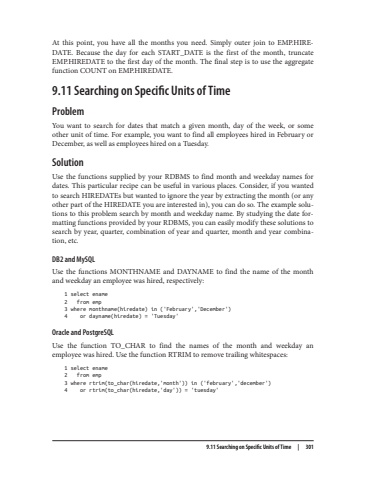 At this point, you have all the months you need. Simply outer join to EMP.HIRE-
DATE. Because the day for each START_DATE is the first of the month, truncate
EMP.HIREDATE to the first day of the month. The final step is to use the aggregate
function COUNT on EMP.HIREDATE.
9.11 Searching on Specific Units of Time
Problem
You want to search for dates that match a given month, day of the week, or some
other unit of time. For example, you want to find all employees hired in February or
December, as well as employees hired on a Tuesday.
Solution
Use the functions supplied by your RDBMS to find month and weekday names for
dates. This particular recipe can be useful in various places. Consider, if you wanted
to search HIREDATEs but wanted to ignore the year by extracting the month (or any
other part of the HIREDATE you are interested in), you can do so. The example solu-
tions to this problem search by month and weekday name. By studying the date for-
matting functions provided by your RDBMS, you can easily modify these solutions to
search by year, quarter, combination of year and quarter, month and year combina-
tion, etc.
DB2 and MySQL
Use the functions MONTHNAME and DAYNAME to find the name of the month
and weekday an employee was hired, respectively:
1 select ename
2   from emp
3 where monthname(hiredate) in ('February','December')
4    or dayname(hiredate) = 'Tuesday'
Oracle and PostgreSQL
Use the function TO_CHAR to find the names of the month and weekday an
employee was hired. Use the function RTRIM to remove trailing whitespaces:
1 select ename
2   from emp
3 where rtrim(to_char(hiredate,'month')) in ('february','december')
4    or rtrim(to_char(hiredate,'day')) = 'tuesday'
9.11 Searching on Specific Units of Time | 301